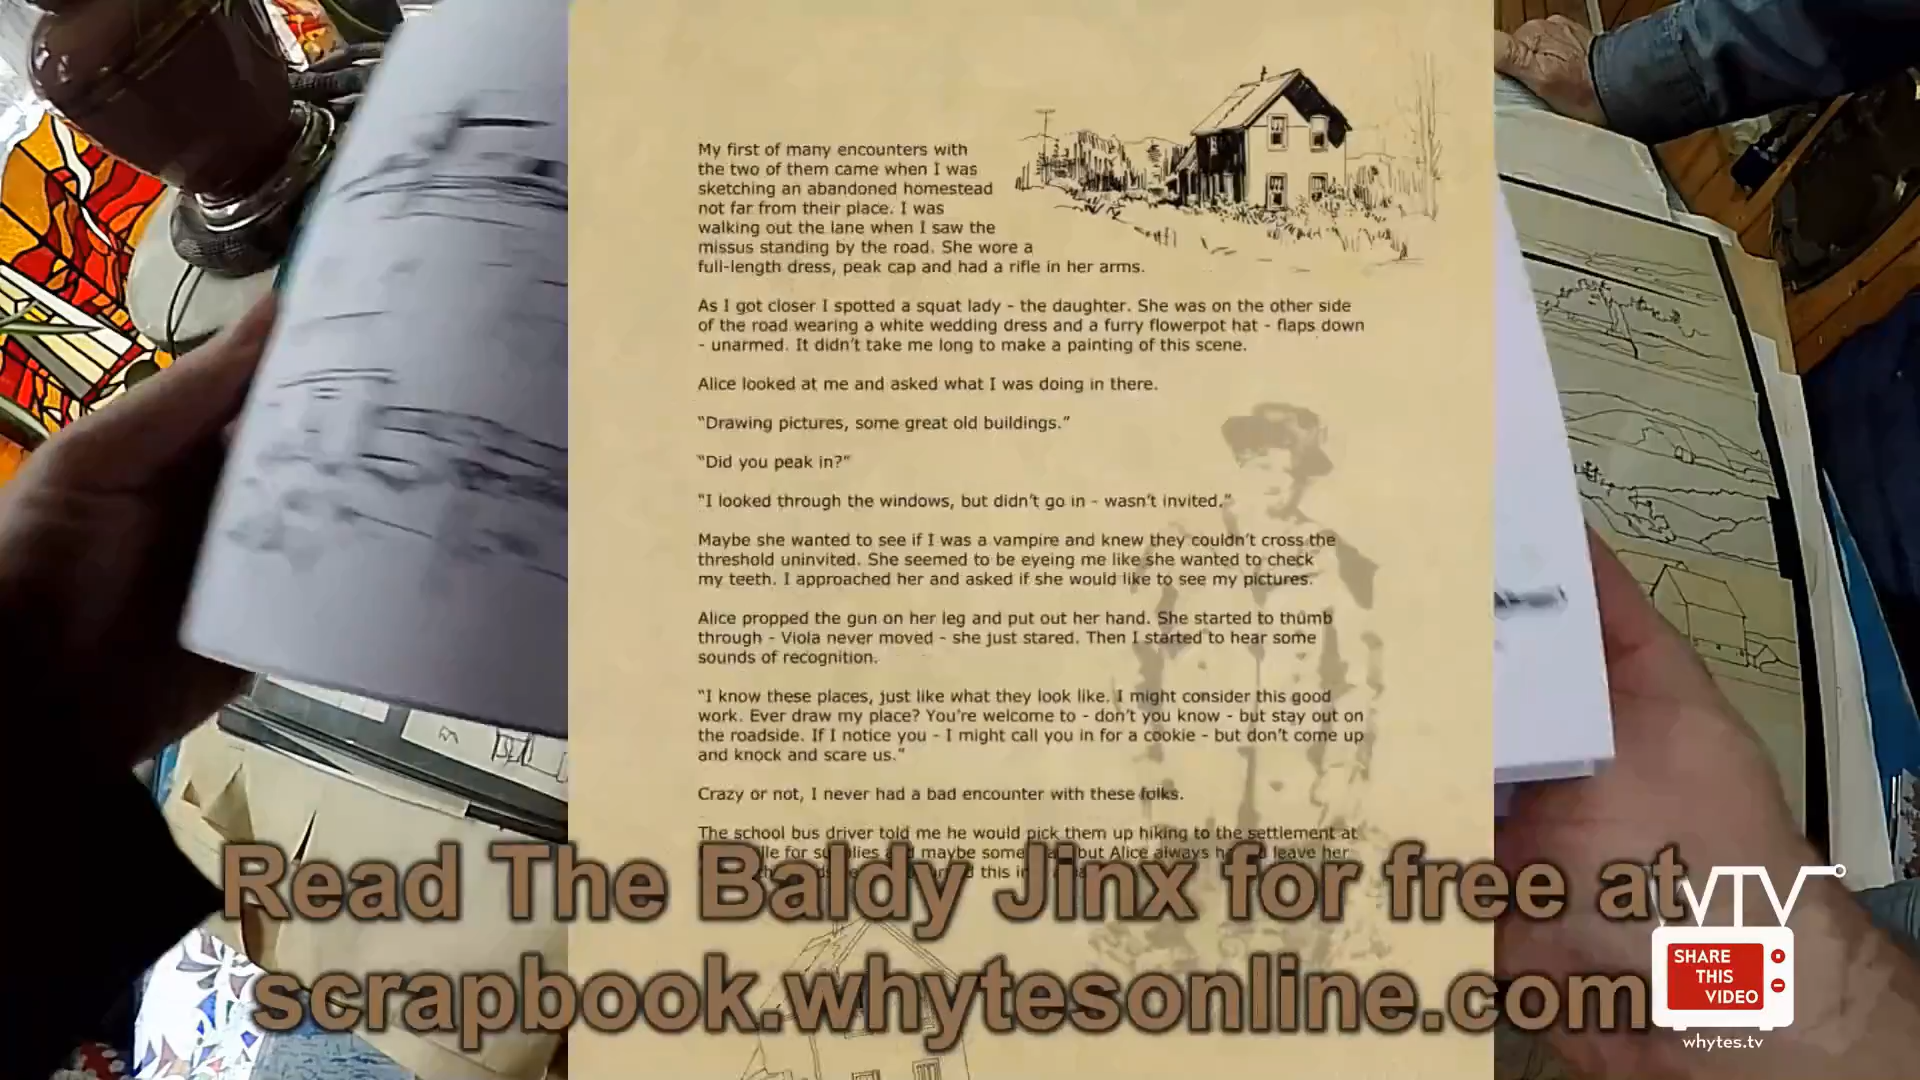 My first of many encounters with
the two of them came when I was
sketching an abandoned homestead
not far from their place. I was
walking out the lane when I saw the
missus standing by the road. She wore a
full-length dress, peak cap and had a rifle in her arms.
As I got closer I spotted a squat lady - the daughter. She was on the other side
of the road wearing a white wedding dress and a furry flowerpot hat - flaps down
- unarmed. It didn't take me long to make a painting of this scene.
Alice looked at me and asked what I was doing in there.
“Drawing pictures, some great old buildings.”
“Did you peak in?”
“I looked through the windows, but didn't go in - wasn't invited.”
Maybe she wanted to see if I was a vampire and knew they couldn't cross the
threshold uninvited. She seemed to be eyeing me like she wanted to check
my teeth. I approached her and asked if she would like to see my pictures.
Alice propped the gun on her leg and put out her hand. She started to thumb
through - Viola never moved - she just stared. Then I started to hear some
sounds of recognition.
“I know these places, just like what they look like. I might consider this good
work. Ever draw my place? You're welcome to - don't you know - but stay out on
the roadside. If I notice you - I might call you in for a cookie - but don't come up
and knock and scare us.”
Crazy or not, I never had a bad encounter with these folks.
The school bus driver told me he would pick them up hiking to the settlement at
for maybe some but Alice always leave her
this in
Read The Baldy Jinx for free at
scrapbook.whytesonline.com
WTV
SHARE
THIS
VIDEO
whytes.tv